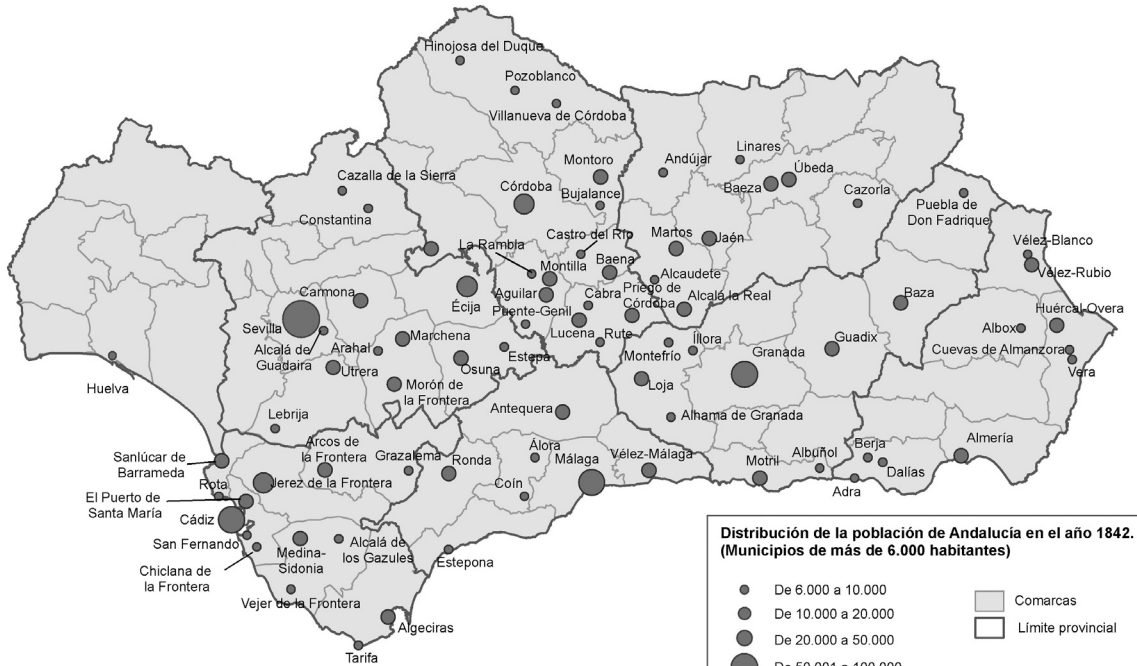 Hinojosa del Duque
Pozoblanco
Villanueva de Córdoba
Linares
Montoro
Andújar
Úbeda
Baeza
Cazalla de la Sierra
Córdoba
Bujalance
Cazorla
Puebla de
Don Fadrique
Constantina
Castro del Río
Martos
Jaén
La Rambla
Montilla
Baena
Vélez-Blanco
Vélez-Rubio
Alcaudete
Carmona
Écija
Aguilar
Cabra
Priego de
Córdoba
Alcalá la Real
Baza
Huércal-Overa
Puente-Genil
Sevilla
Lucena
Rute
Albox
Alcalá de
Guadaira
Arahal
Marchena
Estepa
Montefrío
Íllora
Granada
Guadix
Cuevas de Almanzora
Vera
Utrera
Osuna
Huelva
Morón de
la Frontera
Loja
Antequera
Alhama de Granada
Lebrija
Sanlúcar de
Barrameda
Arcos de
la Frontera
Grazalema
Ronda
Álora
Málaga
Vélez-Málaga
Motril
Albuñol
Berja
Dalías
Almería
Rota
Jerez de la Frontera
Coín
Adra
El Puerto de
Santa María
Cádiz
San Fernando
Medina-
Sidonia
Alcalá de
los Gazules
Estepona
Chiclana de
la Frontera
Vejer de la Frontera
Algeciras
Tarifa
Distribución de la población de Andalucía en el año 1842.
(Municipios de más de 6.000 habitantes)
De 6.000 a 10.000
De 10.000 a 20.000
De 20.000 a 50.000
De 50.001 a 100.000
Comarcas
Límite provincial